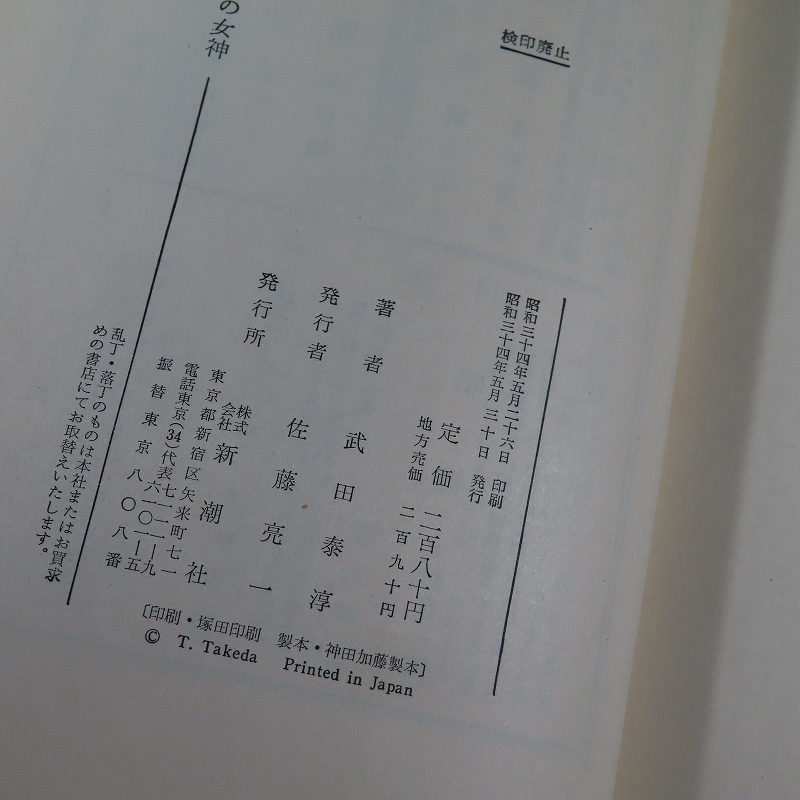 検印廃止
昭和三十四年五月二十六日 印刷
昭和三十四年五月三十日 発行
定価 二百八十円
地方売価 二百九十円
著者 武田泰淳
発行者 佐藤亮一
発行所 株式会社 新潮社
東京都新宿区矢来町七一
電話東京(34)代表七一一一―九
振替東京八〇八番
の女神
乱丁・落丁のものは本社またはお買求
めの書店にてお取替えいたします。
〔印刷・塚田印刷 製本・神田加藤製本〕
© T. Takeda Printed in Japan